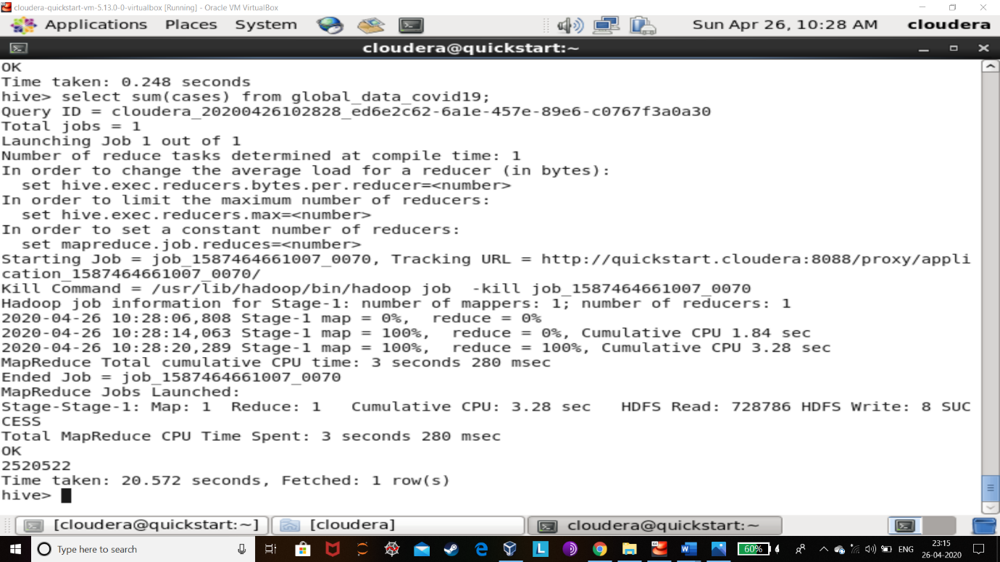 cloudera-quickstart-vm-5.13.0-0-virtualbox [Running] - Oracle VM VirtualBox
Applications Places System Sun Apr 26, 10:28 AM cloudera
cloudera@quickstart:~
OK
Time taken: 0.248 seconds
hive> select sum(cases) from global_data_covid19;
Query ID = cloudera_20200426102828_ed6e2c62-6a1e-457e-89e6-c0767f3a0a30
Total jobs = 1
Launching Job 1 out of 1
Number of reduce tasks determined at compile time: 1
In order to change the average load for a reducer (in bytes):
  set hive.exec.reducers.bytes.per.reducer=<number>
In order to limit the maximum number of reducers:
  set hive.exec.reducers.max=<number>
In order to set a constant number of reducers:
  set mapreduce.job.reduces=<number>
Starting Job = job_1587464661007_0070, Tracking URL = http://quickstart.cloudera:8088/proxy/appli
cation_1587464661007_0070/
Kill Command = /usr/lib/hadoop/bin/hadoop job  -kill job_1587464661007_0070
Hadoop job information for Stage-1: number of mappers: 1; number of reducers: 1
2020-04-26 10:28:06,808 Stage-1 map = 0%,  reduce = 0%
2020-04-26 10:28:14,063 Stage-1 map = 100%,  reduce = 0%, Cumulative CPU 1.84 sec
2020-04-26 10:28:20,289 Stage-1 map = 100%,  reduce = 100%, Cumulative CPU 3.28 sec
MapReduce Total cumulative CPU time: 3 seconds 280 msec
Ended Job = job_1587464661007_0070
MapReduce Jobs Launched:
Stage-Stage-1: Map: 1  Reduce: 1   Cumulative CPU: 3.28 sec   HDFS Read: 728786 HDFS Write: 8 SUC
CESS
Total MapReduce CPU Time Spent: 3 seconds 280 msec
OK
2520522
Time taken: 20.572 seconds, Fetched: 1 row(s)
hive>
[cloudera@quickstart:~] [cloudera] cloudera@quickstart:~
Type here to search 60% ENG 23:15
26-04-2020